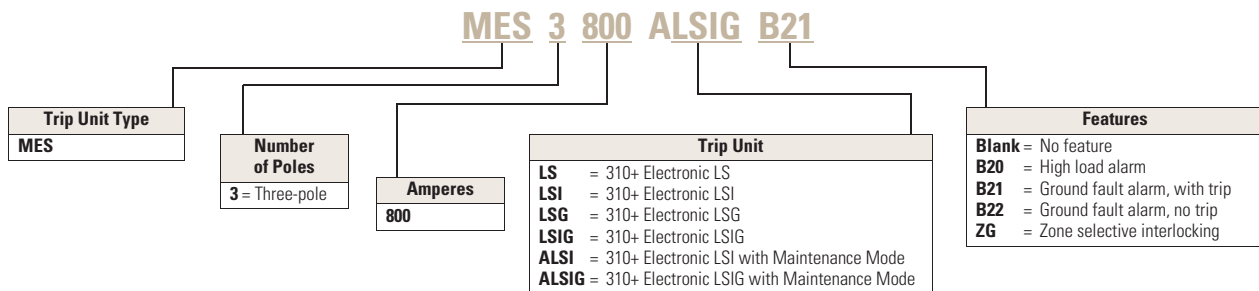 MES 3 800 ALSIG B21
Trip Unit Type
MES
Number
of Poles
3 = Three-pole
Amperes
800
Trip Unit
LS = 310+ Electronic LS
LSI = 310+ Electronic LSI
LSG = 310+ Electronic LSG
LSIG = 310+ Electronic LSIG
ALSI = 310+ Electronic LSI with Maintenance Mode
ALSIG = 310+ Electronic LSIG with Maintenance Mode
Features
Blank = No feature
B20 = High load alarm
B21 = Ground fault alarm, with trip
B22 = Ground fault alarm, no trip
ZG = Zone selective interlocking